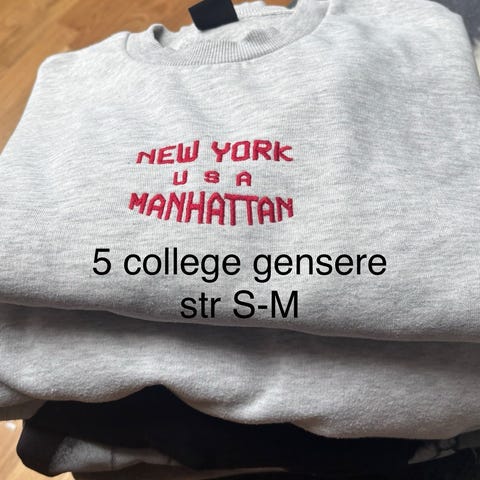 NEW YORK
U S A
MANHATTAN
5 college gensere
str S-M